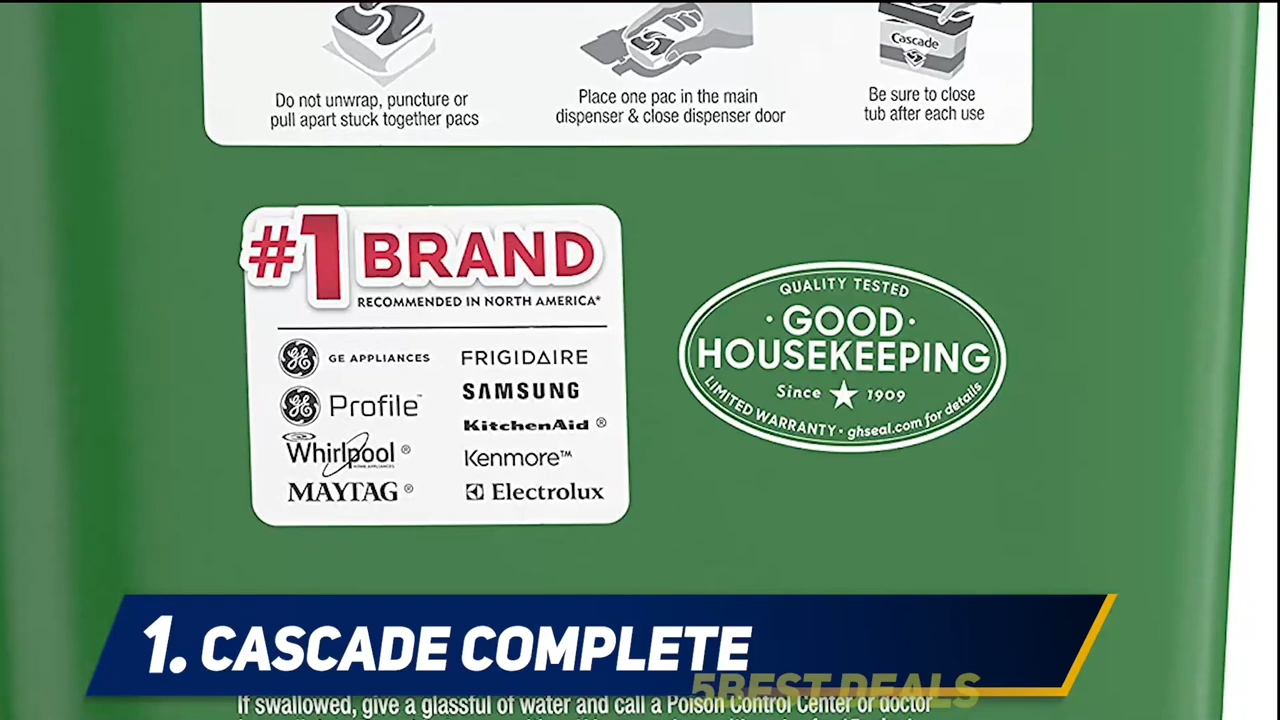 Cascade
Do not unwrap, puncture or
pull apart stuck together pacs
Place one pac in the main
dispenser & close dispenser door
Be sure to close
tub after each use
#1 BRAND
RECOMMENDED IN NORTH AMERICA*
GE APPLIANCES
Profile™
Whirlpool®
MAYTAG®
FRIGIDAIRE
SAMSUNG
KitchenAid®
Kenmore™
Electrolux
QUALITY TESTED
·GOOD·
HOUSEKEEPING
Since ★ 1909
LIMITED WARRANTY · ghseal.com for details
1. CASCADE COMPLETE
5BEST DEALS
If swallowed, give a glassful of water and call a Poison Control Center or doctor